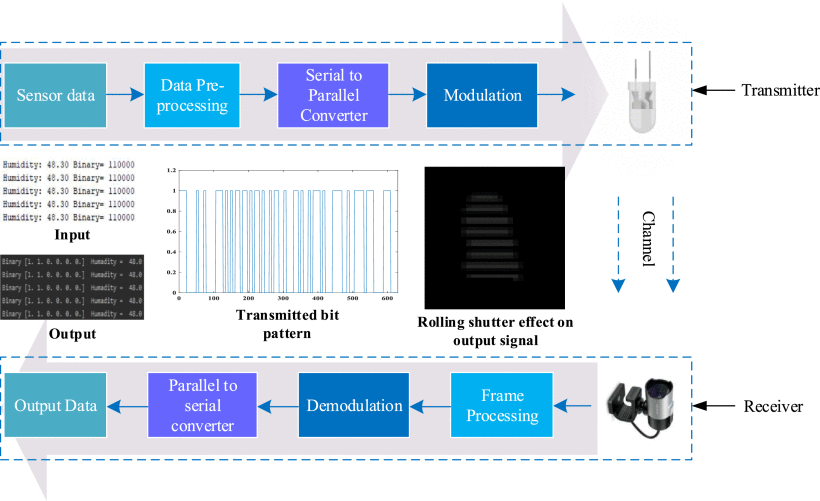 Sensor data
Data Pre-
processing
Serial to
Parallel
Converter
Modulation
Transmitter
Humidity: 48.30 Binary= 110000
Humidity: 48.30 Binary= 110000
Humidity: 48.30 Binary= 110000
Humidity: 48.30 Binary= 110000
Humidity: 48.30 Binary= 110000
Input
Binary [1. 1. 0. 0. 0. 0.] Humadity = 48.0
Binary [1. 1. 0. 0. 0. 0.] Humadity = 48.0
Binary [1. 1. 0. 0. 0. 0.] Humadity = 48.0
Binary [1. 1. 0. 0. 0. 0.] Humadity = 48.0
Binary [1. 1. 0. 0. 0. 0.] Humadity = 48.0
Output
1.2
1
0.8
0.6
0.4
0.2
0
0 100 200 300 400 500 600
Transmitted bit
pattern
Rolling shutter effect on
output signal
Channel
Output Data
Parallel to
serial
converter
Demodulation
Frame
Processing
Receiver